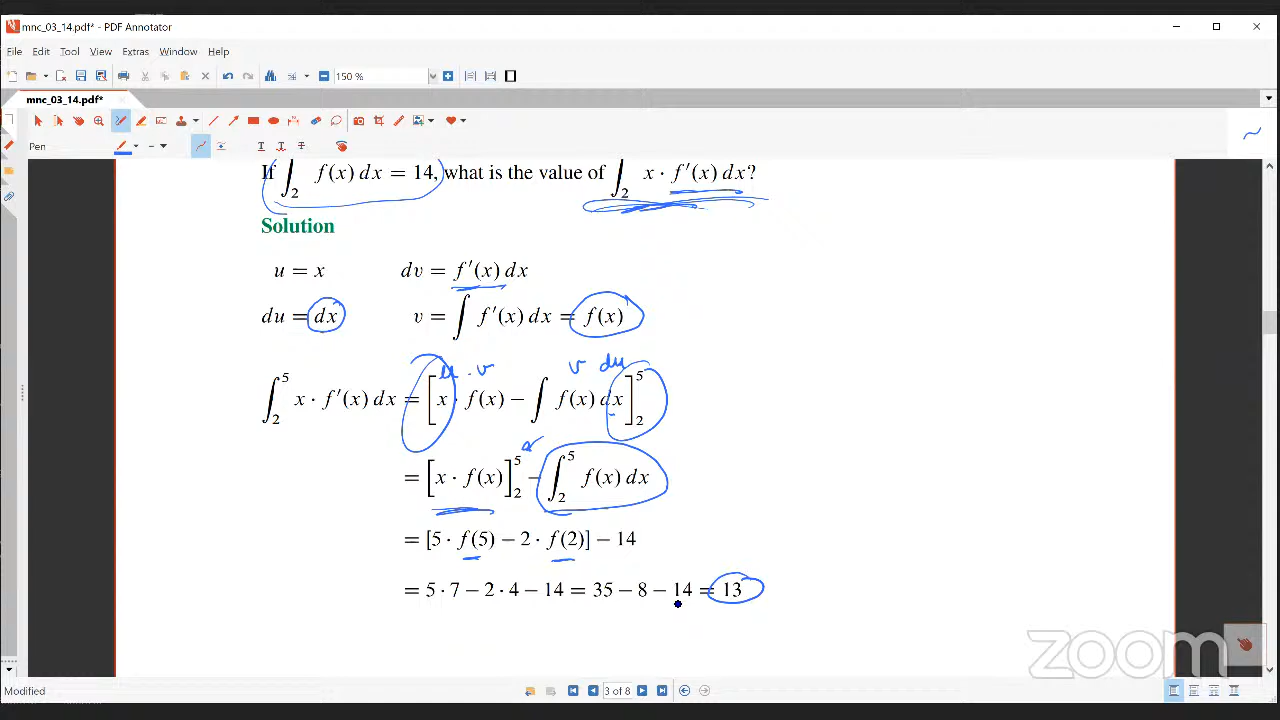 mnc_03_14.pdf* - PDF Annotator
File Edit Tool View Extras Window Help
150 %
mnc_03_14.pdf*
Pen
If ∫₂ f(x) dx = 14, what is the value of ∫₂ x · f′(x) dx?
Solution
u = x dv = f′(x) dx
du = dx v = ∫ f′(x) dx = f(x)
u . v v du
∫₂⁵ x · f′(x) dx = [x · f(x) − ∫ f(x) dx]₂⁵
= [x · f(x)]₂⁵ − ∫₂⁵ f(x) dx
= [5 · f(5) − 2 · f(2)] − 14
= 5 · 7 − 2 · 4 − 14 = 35 − 8 − 14 = 13
zoom
Modified
3 of 8